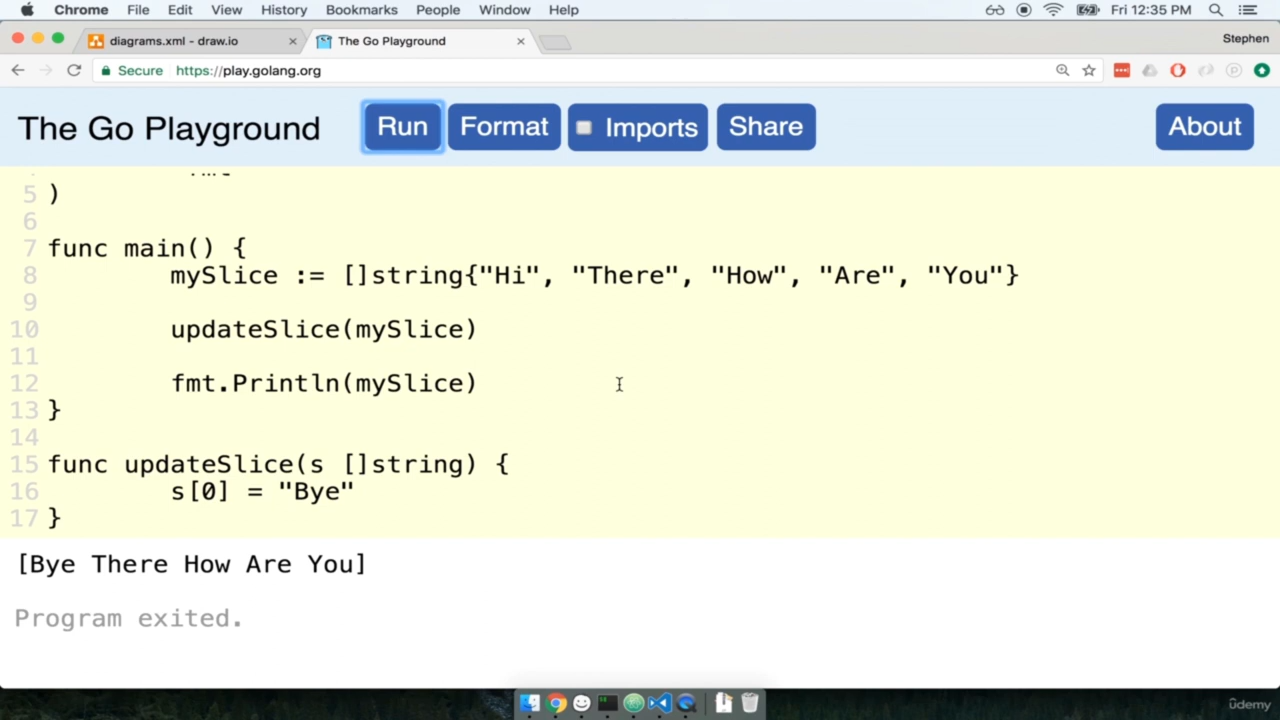 Chrome File Edit View History Bookmarks People Window Help Fri 12:35 PM
diagrams.xml - draw.io × The Go Playground × Stephen
Secure https://play.golang.org
The Go Playground Run Format Imports Share About
5 )
6
7 func main() {
8 mySlice := []string{"Hi", "There", "How", "Are", "You"}
9
10 updateSlice(mySlice)
11
12 fmt.Println(mySlice)
13 }
14
15 func updateSlice(s []string) {
16 s[0] = "Bye"
17 }
[Bye There How Are You]
Program exited.
ûdemy